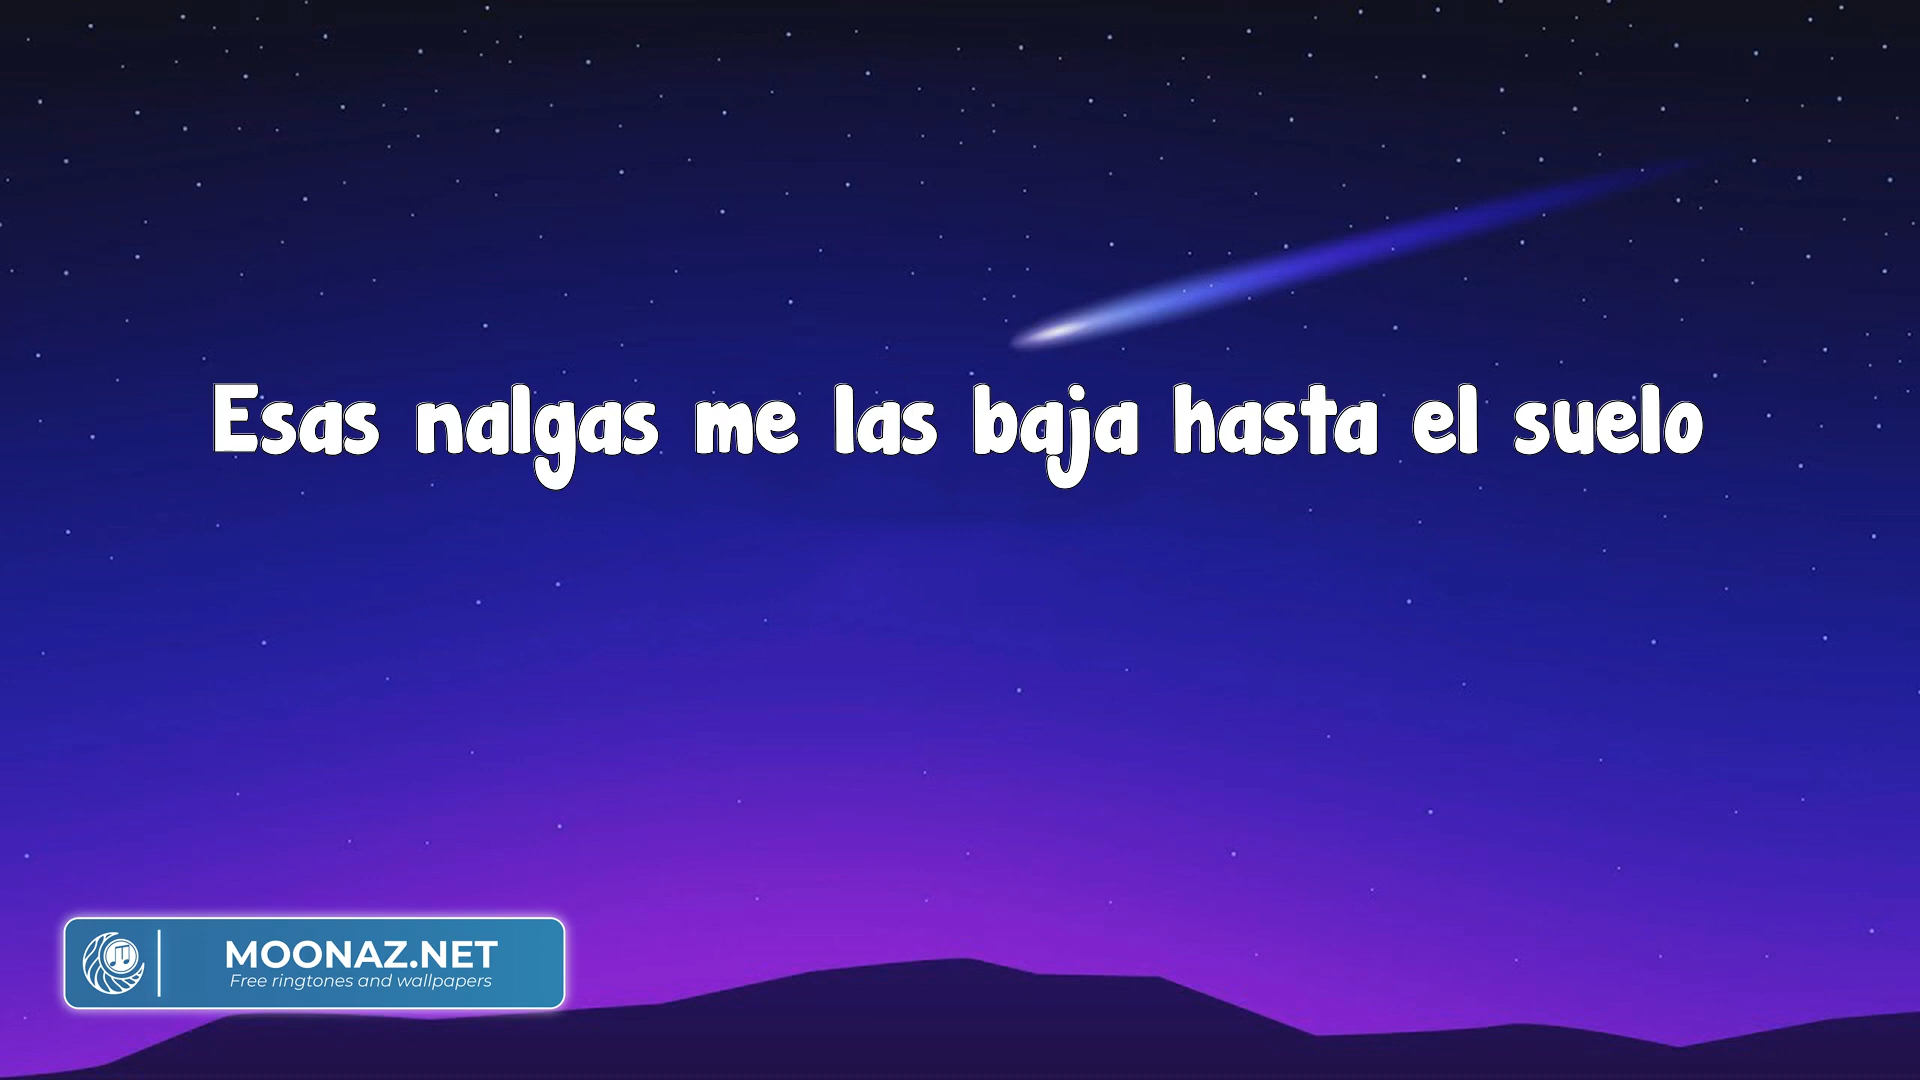 Esas nalgas me las baja hasta el suelo
MOONAZ.NET
Free ringtones and wallpapers